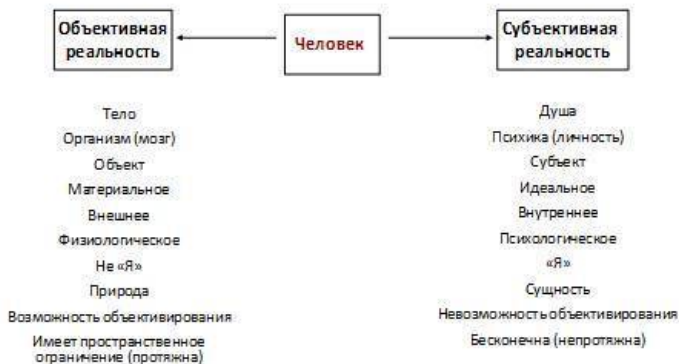 Объективная
реальность
Человек
Субъективная
реальность
Тело
Организм (мозг)
Объект
Материальное
Внешнее
Физиологическое
Не «Я»
Природа
Возможность объективирования
Имеет пространственное
ограничение (протяжна)
Душа
Психика (личность)
Субъект
Идеальное
Внутреннее
Психологическое
«Я»
Сущность
Невозможность объективирования
Бесконечна (непротяжна)